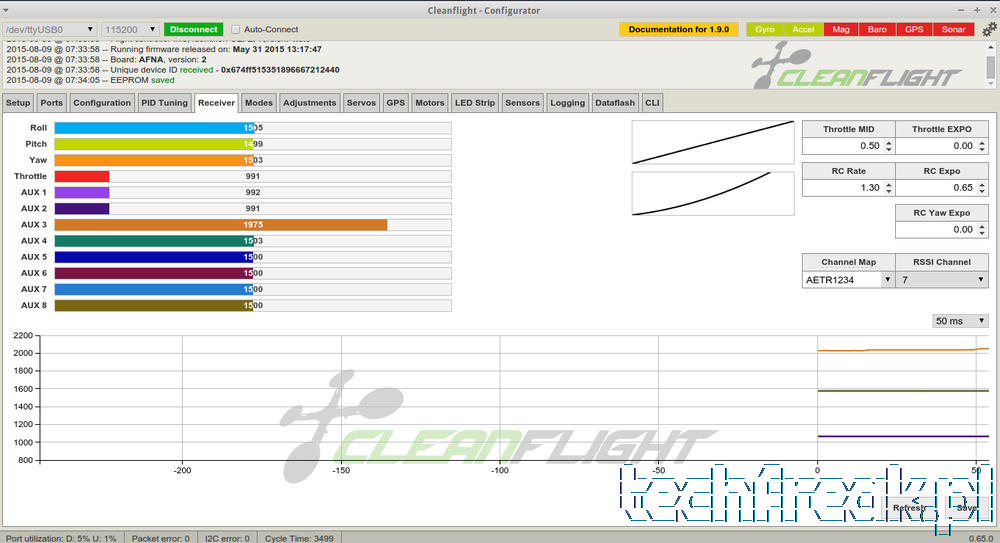 Cleanflight - Configurator
/dev/ttyUSB0 115200 Disconnect Auto-Connect Documentation for 1.9.0 Gyro Accel Mag Baro GPS Sonar
2015-08-09 @ 07:33:58 -- Running firmware released on: May 31 2015 13:17:47
2015-08-09 @ 07:33:58 -- Board: AFNA, version: 2
2015-08-09 @ 07:33:58 -- Unique device ID received - 0x674ff515351896667212440
2015-08-09 @ 07:34:05 -- EEPROM saved
CLEANFLIGHT
Setup Ports Configuration PID Tuning Receiver Modes Adjustments Servos GPS Motors LED Strip Sensors Logging Dataflash CLI
Roll 1505
Pitch 1499
Yaw 1503
Throttle 991
AUX 1 992
AUX 2 991
AUX 3 1975
AUX 4 1503
AUX 5 1500
AUX 6 1500
AUX 7 1500
AUX 8 1500
Throttle MID Throttle EXPO
0.50 0.00
RC Rate RC Expo
1.30 0.65
RC Yaw Expo
0.00
Channel Map RSSI Channel
AETR1234 7
50 ms
2200
2000
1800
1600
1400
1200
1000
800
CLEANFLIGHT
-200 -150 -100 -50 0 50
techfreak.pl
Refresh Save
Port utilization: D: 5% U: 1% Packet error: 0 I2C error: 0 Cycle Time: 3499 0.65.0